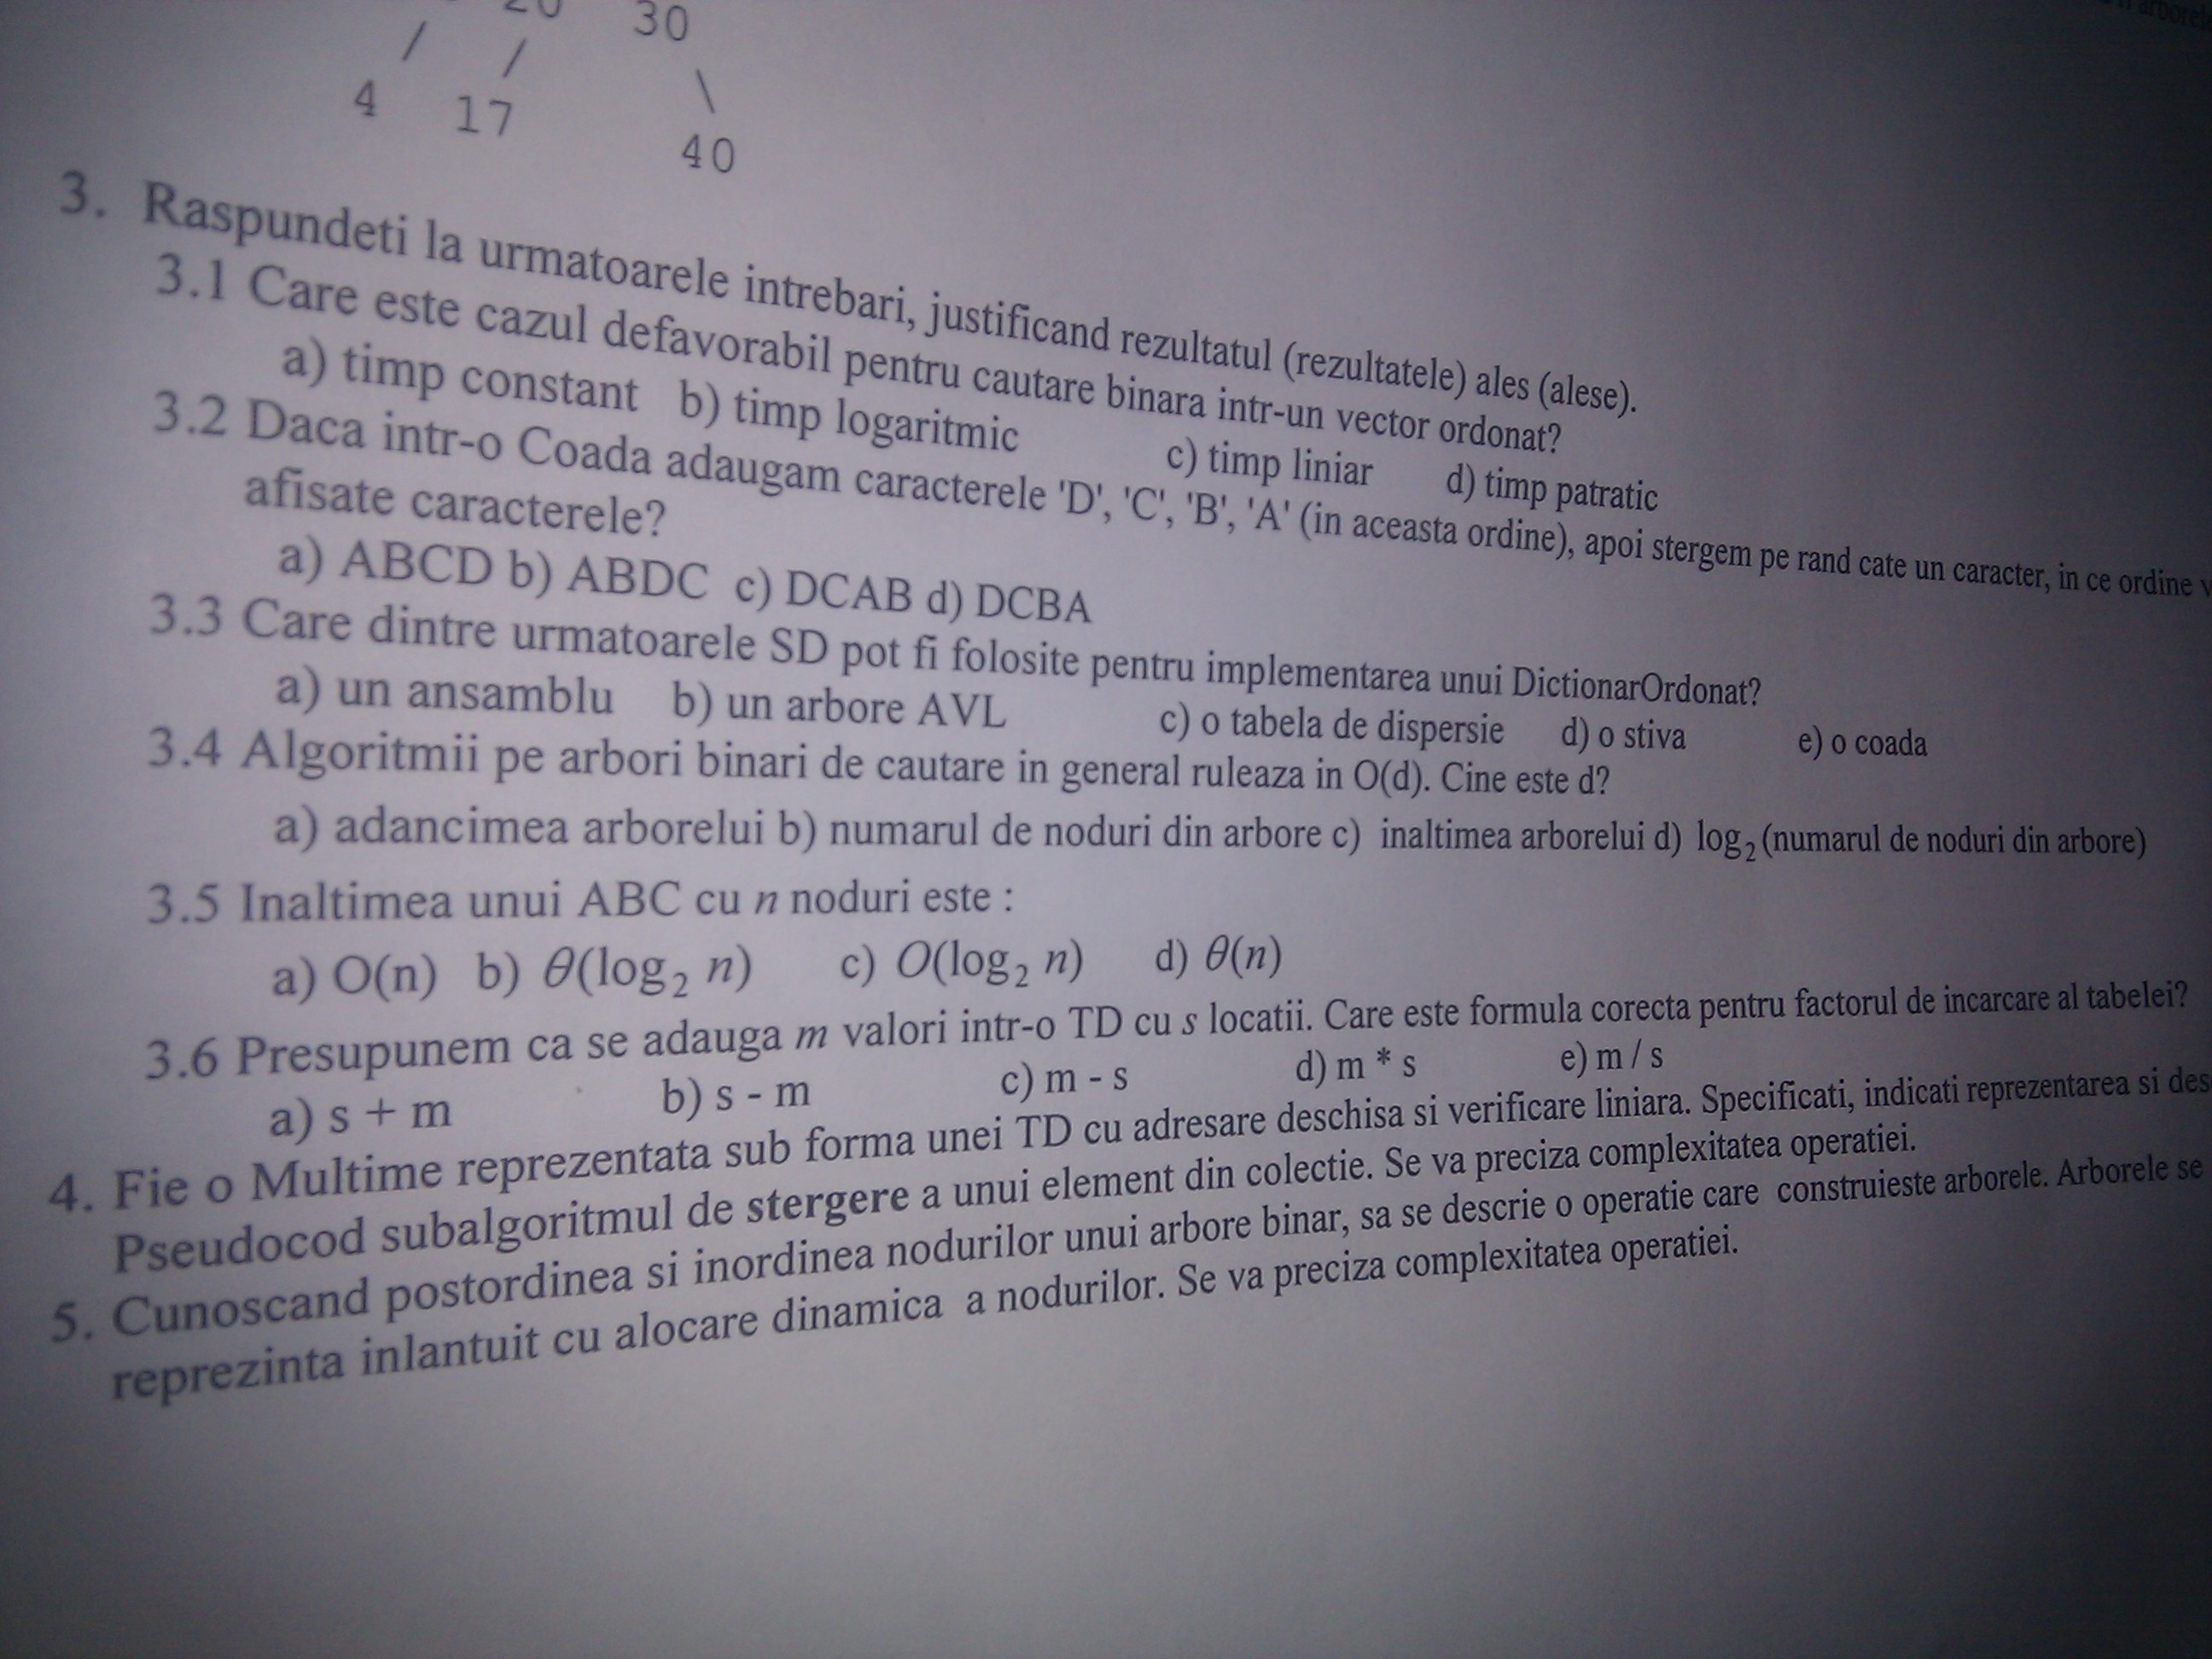 20 30
/ / \
4 17
40
3. Raspundeti la urmatoarele intrebari, justificand rezultatul (rezultatele) ales (alese).
3.1 Care este cazul defavorabil pentru cautare binara intr-un vector ordonat?
a) timp constant b) timp logaritmic c) timp liniar d) timp patratic
3.2 Daca intr-o Coada adaugam caracterele 'D', 'C', 'B', 'A' (in aceasta ordine), apoi stergem pe rand cate un caracter, in ce ordine v
afisate caracterele?
a) ABCD b) ABDC c) DCAB d) DCBA
3.3 Care dintre urmatoarele SD pot fi folosite pentru implementarea unui DictionarOrdonat?
a) un ansamblu b) un arbore AVL c) o tabela de dispersie d) o stiva e) o coada
3.4 Algoritmii pe arbori binari de cautare in general ruleaza in O(d). Cine este d?
a) adancimea arborelui b) numarul de noduri din arbore c) inaltimea arborelui d) log₂ (numarul de noduri din arbore)
3.5 Inaltimea unui ABC cu n noduri este :
a) O(n) b) θ(log₂ n) c) O(log₂ n) d) θ(n)
3.6 Presupunem ca se adauga m valori intr-o TD cu s locatii. Care este formula corecta pentru factorul de incarcare al tabelei?
a) s + m b) s - m c) m - s d) m * s e) m / s
4. Fie o Multime reprezentata sub forma unei TD cu adresare deschisa si verificare liniara. Specificati, indicati reprezentarea si des
Pseudocod subalgoritmul de stergere a unui element din colectie. Se va preciza complexitatea operatiei.
5. Cunoscand postordinea si inordinea nodurilor unui arbore binar, sa se descrie o operatie care construieste arborele. Arborele se
reprezinta inlantuit cu alocare dinamica a nodurilor. Se va preciza complexitatea operatiei.